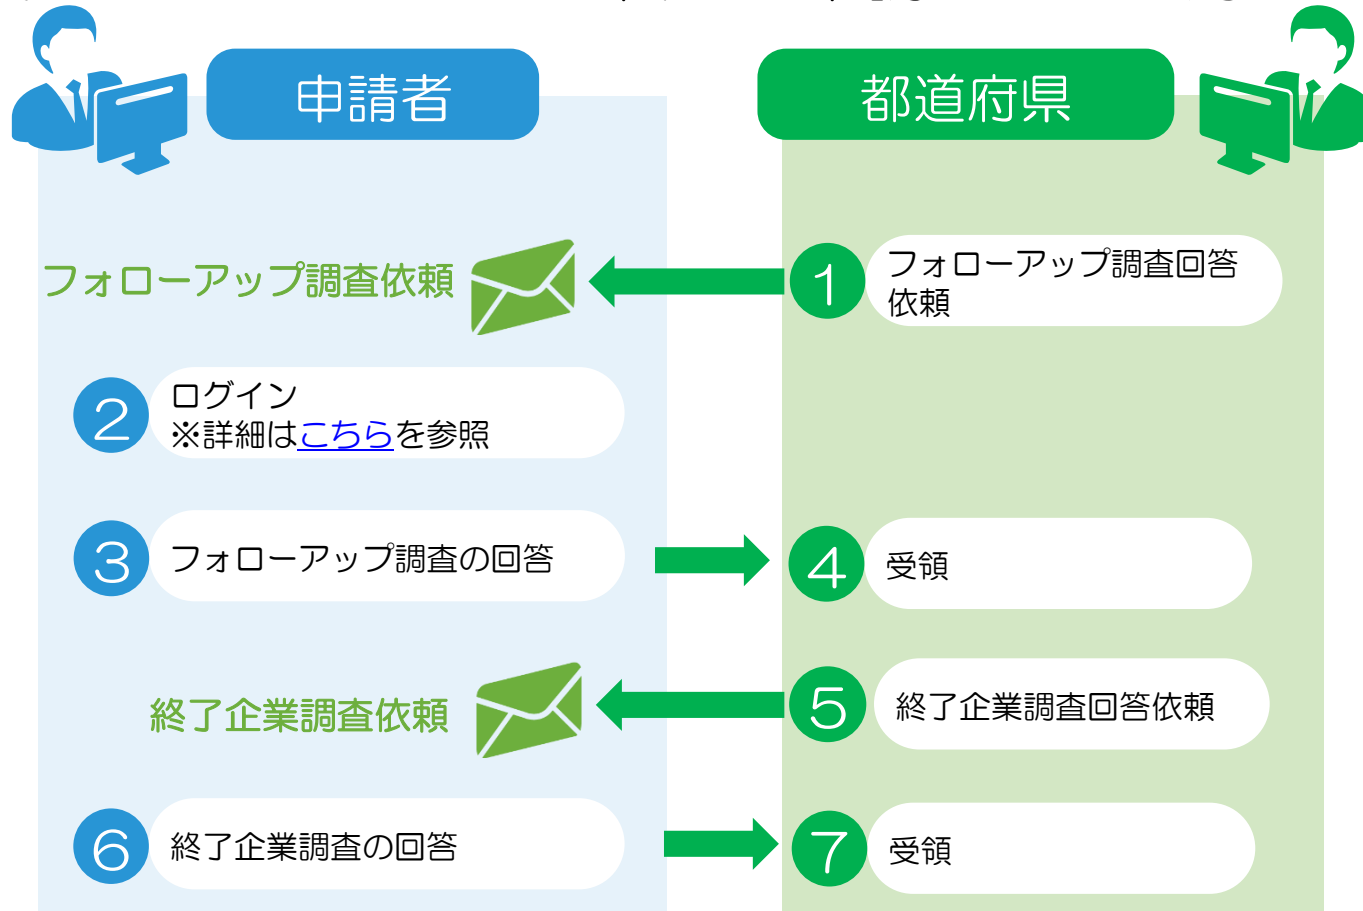 申請者
都道府県
フォローアップ調査依頼
1
フォローアップ調査回答
依頼
2
ログイン
※詳細はこちらを参照
3
フォローアップ調査の回答
4
受領
終了企業調査依頼
5
終了企業調査回答依頼
6
終了企業調査の回答
7
受領